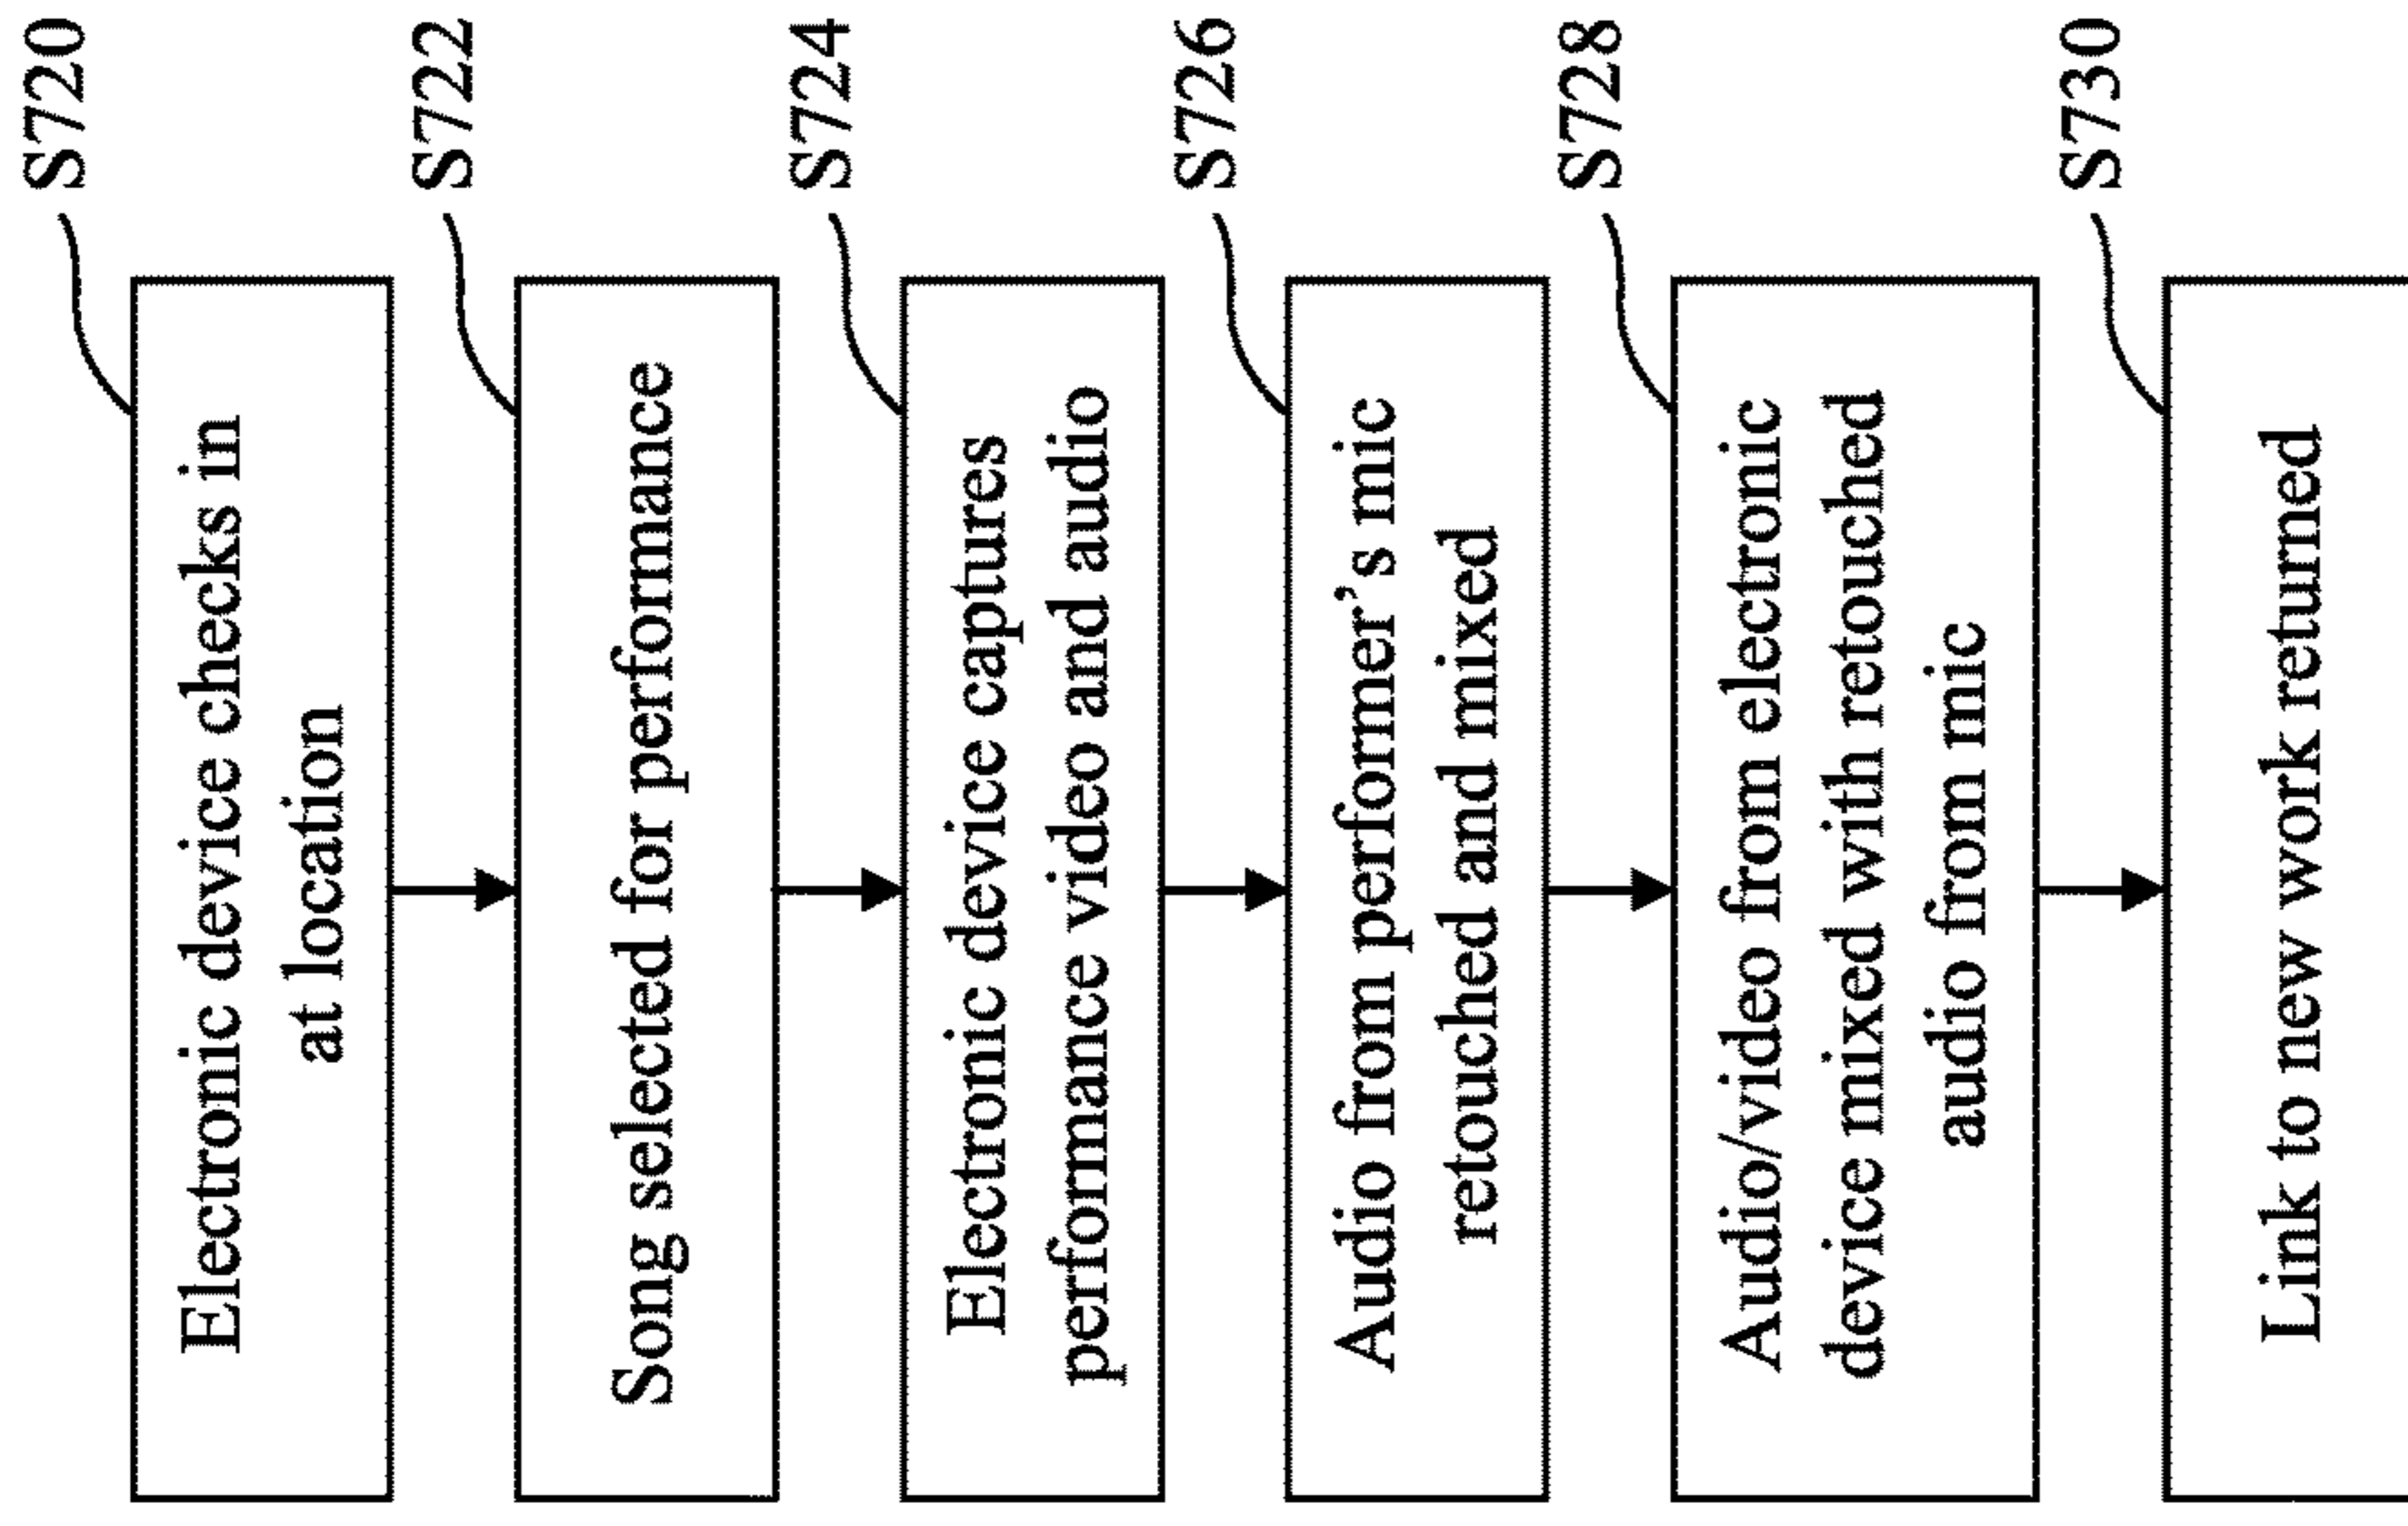 S720
Electronic device checks in
at location
S722
Song selected for performance
S724
Electronic device captures
performance video and audio
S726
Audio from performer's mic
retouched and mixed
S728
Audio/video from electronic
device mixed with retouched
audio from mic
S730
Link to new work returned